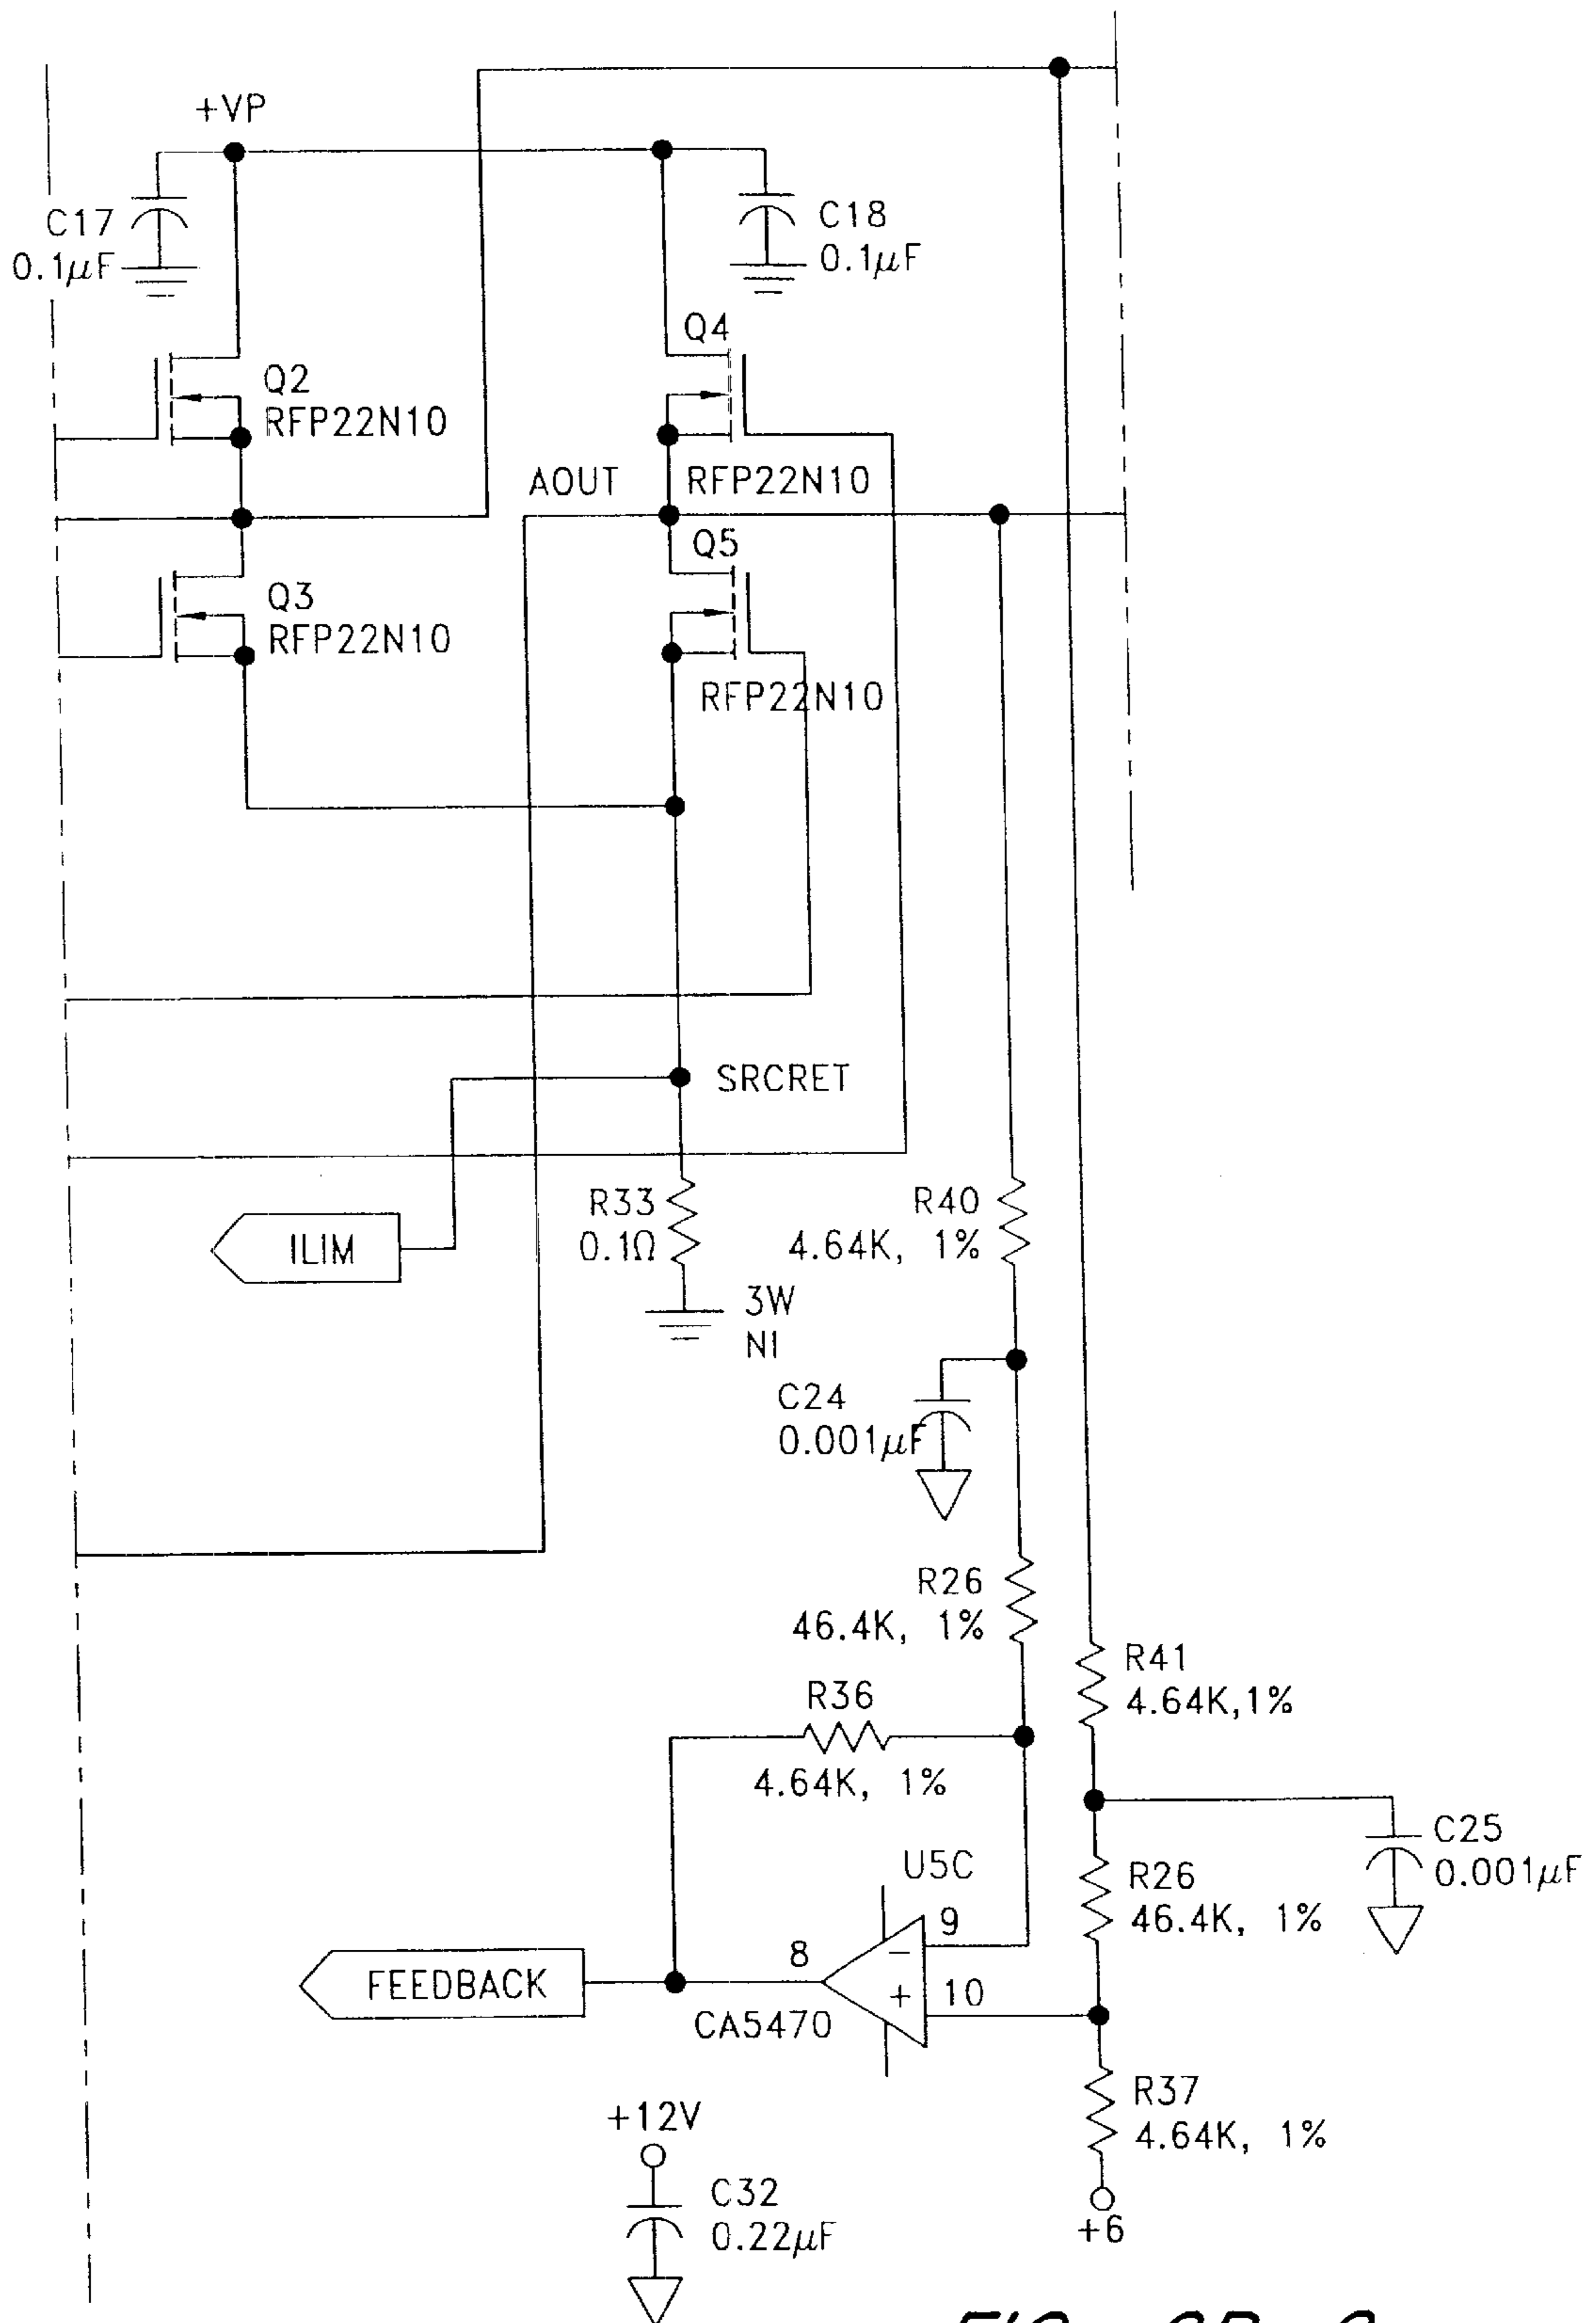 +VP
C17
0.1μF
C18
0.1μF
Q4
Q2
RFP22N10
AOUT
RFP22N10
Q5
Q3
RFP22N10
RFP22N10
SRCRET
R33
0.1Ω
R40
4.64K, 1%
ILIM
3W
NI
C24
0.001μF
R26
46.4K, 1%
R41
4.64K,1%
R36
4.64K, 1%
C25
0.001μF
U5C
R26
46.4K, 1%
9
8
FEEDBACK
−
+
10
CA5470
R37
4.64K, 1%
+12V
C32
0.22μF
+6